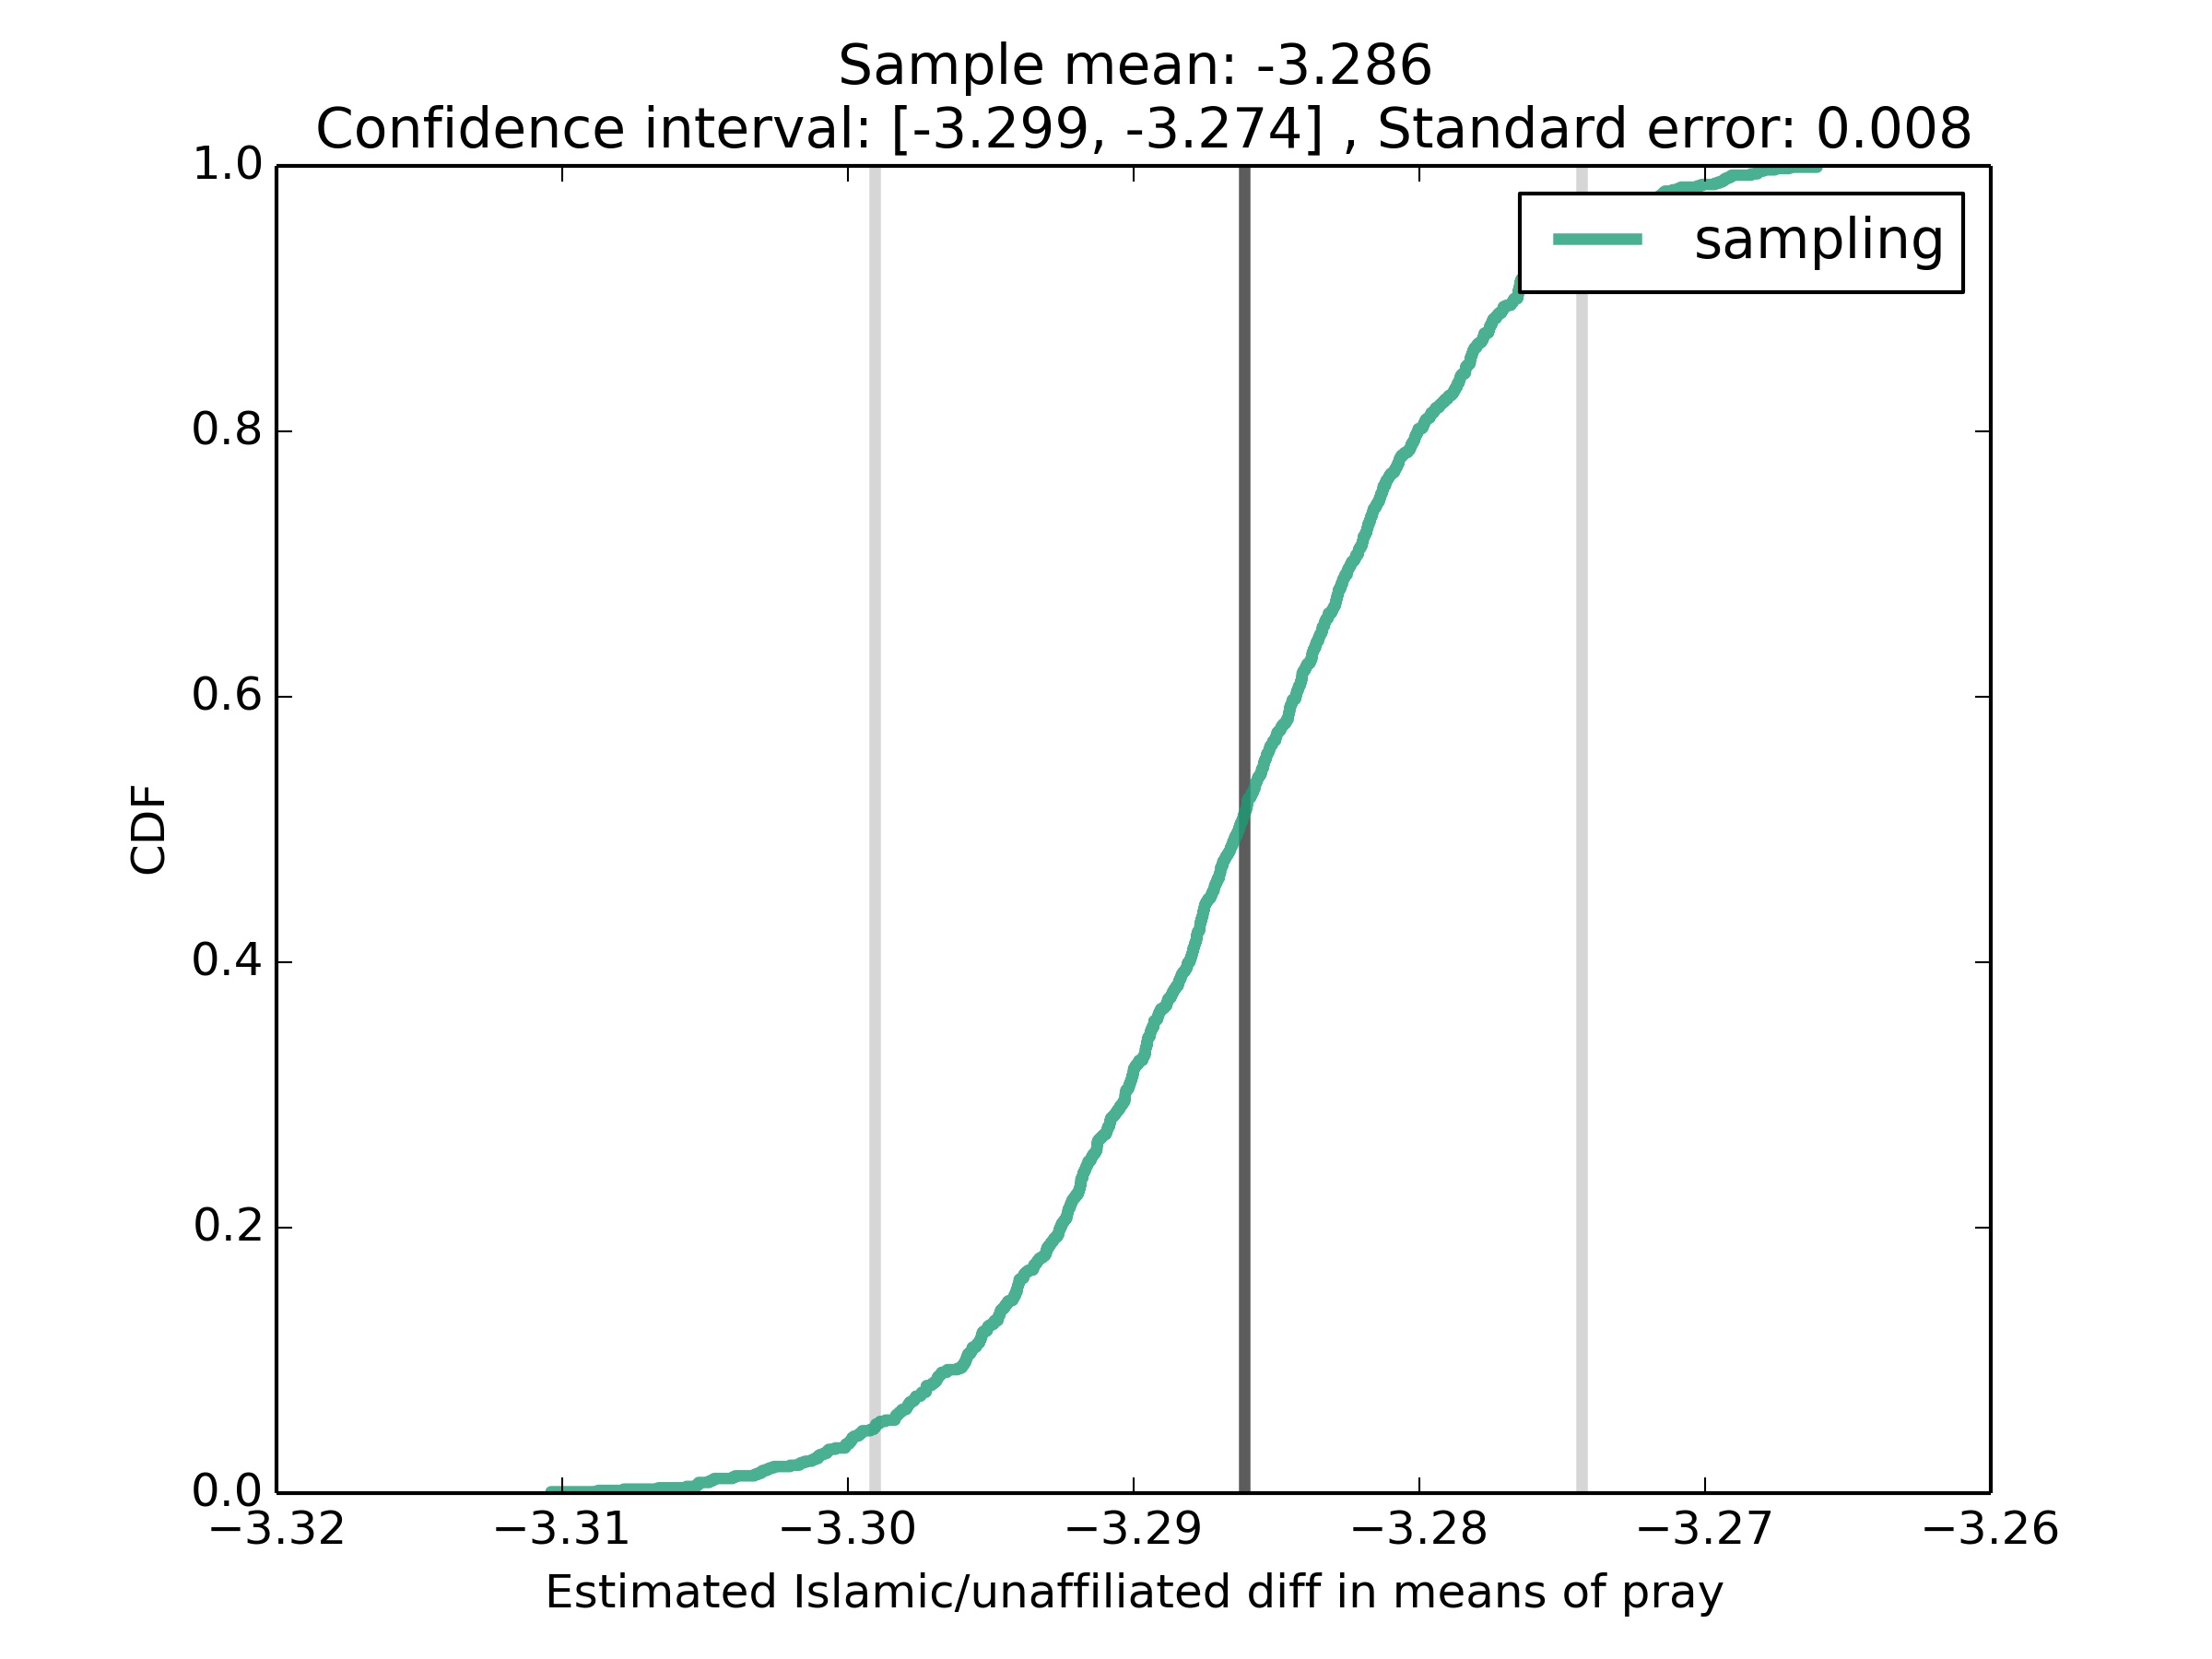 Sample mean: -3.286
Confidence interval: [-3.299, -3.274] , Standard error: 0.008
1.0
sampling
0.8
0.6
CDF
0.4
0.2
0.0
−3.32 −3.31 −3.30 −3.29 −3.28 −3.27 −3.26
Estimated Islamic/unaffiliated diff in means of pray